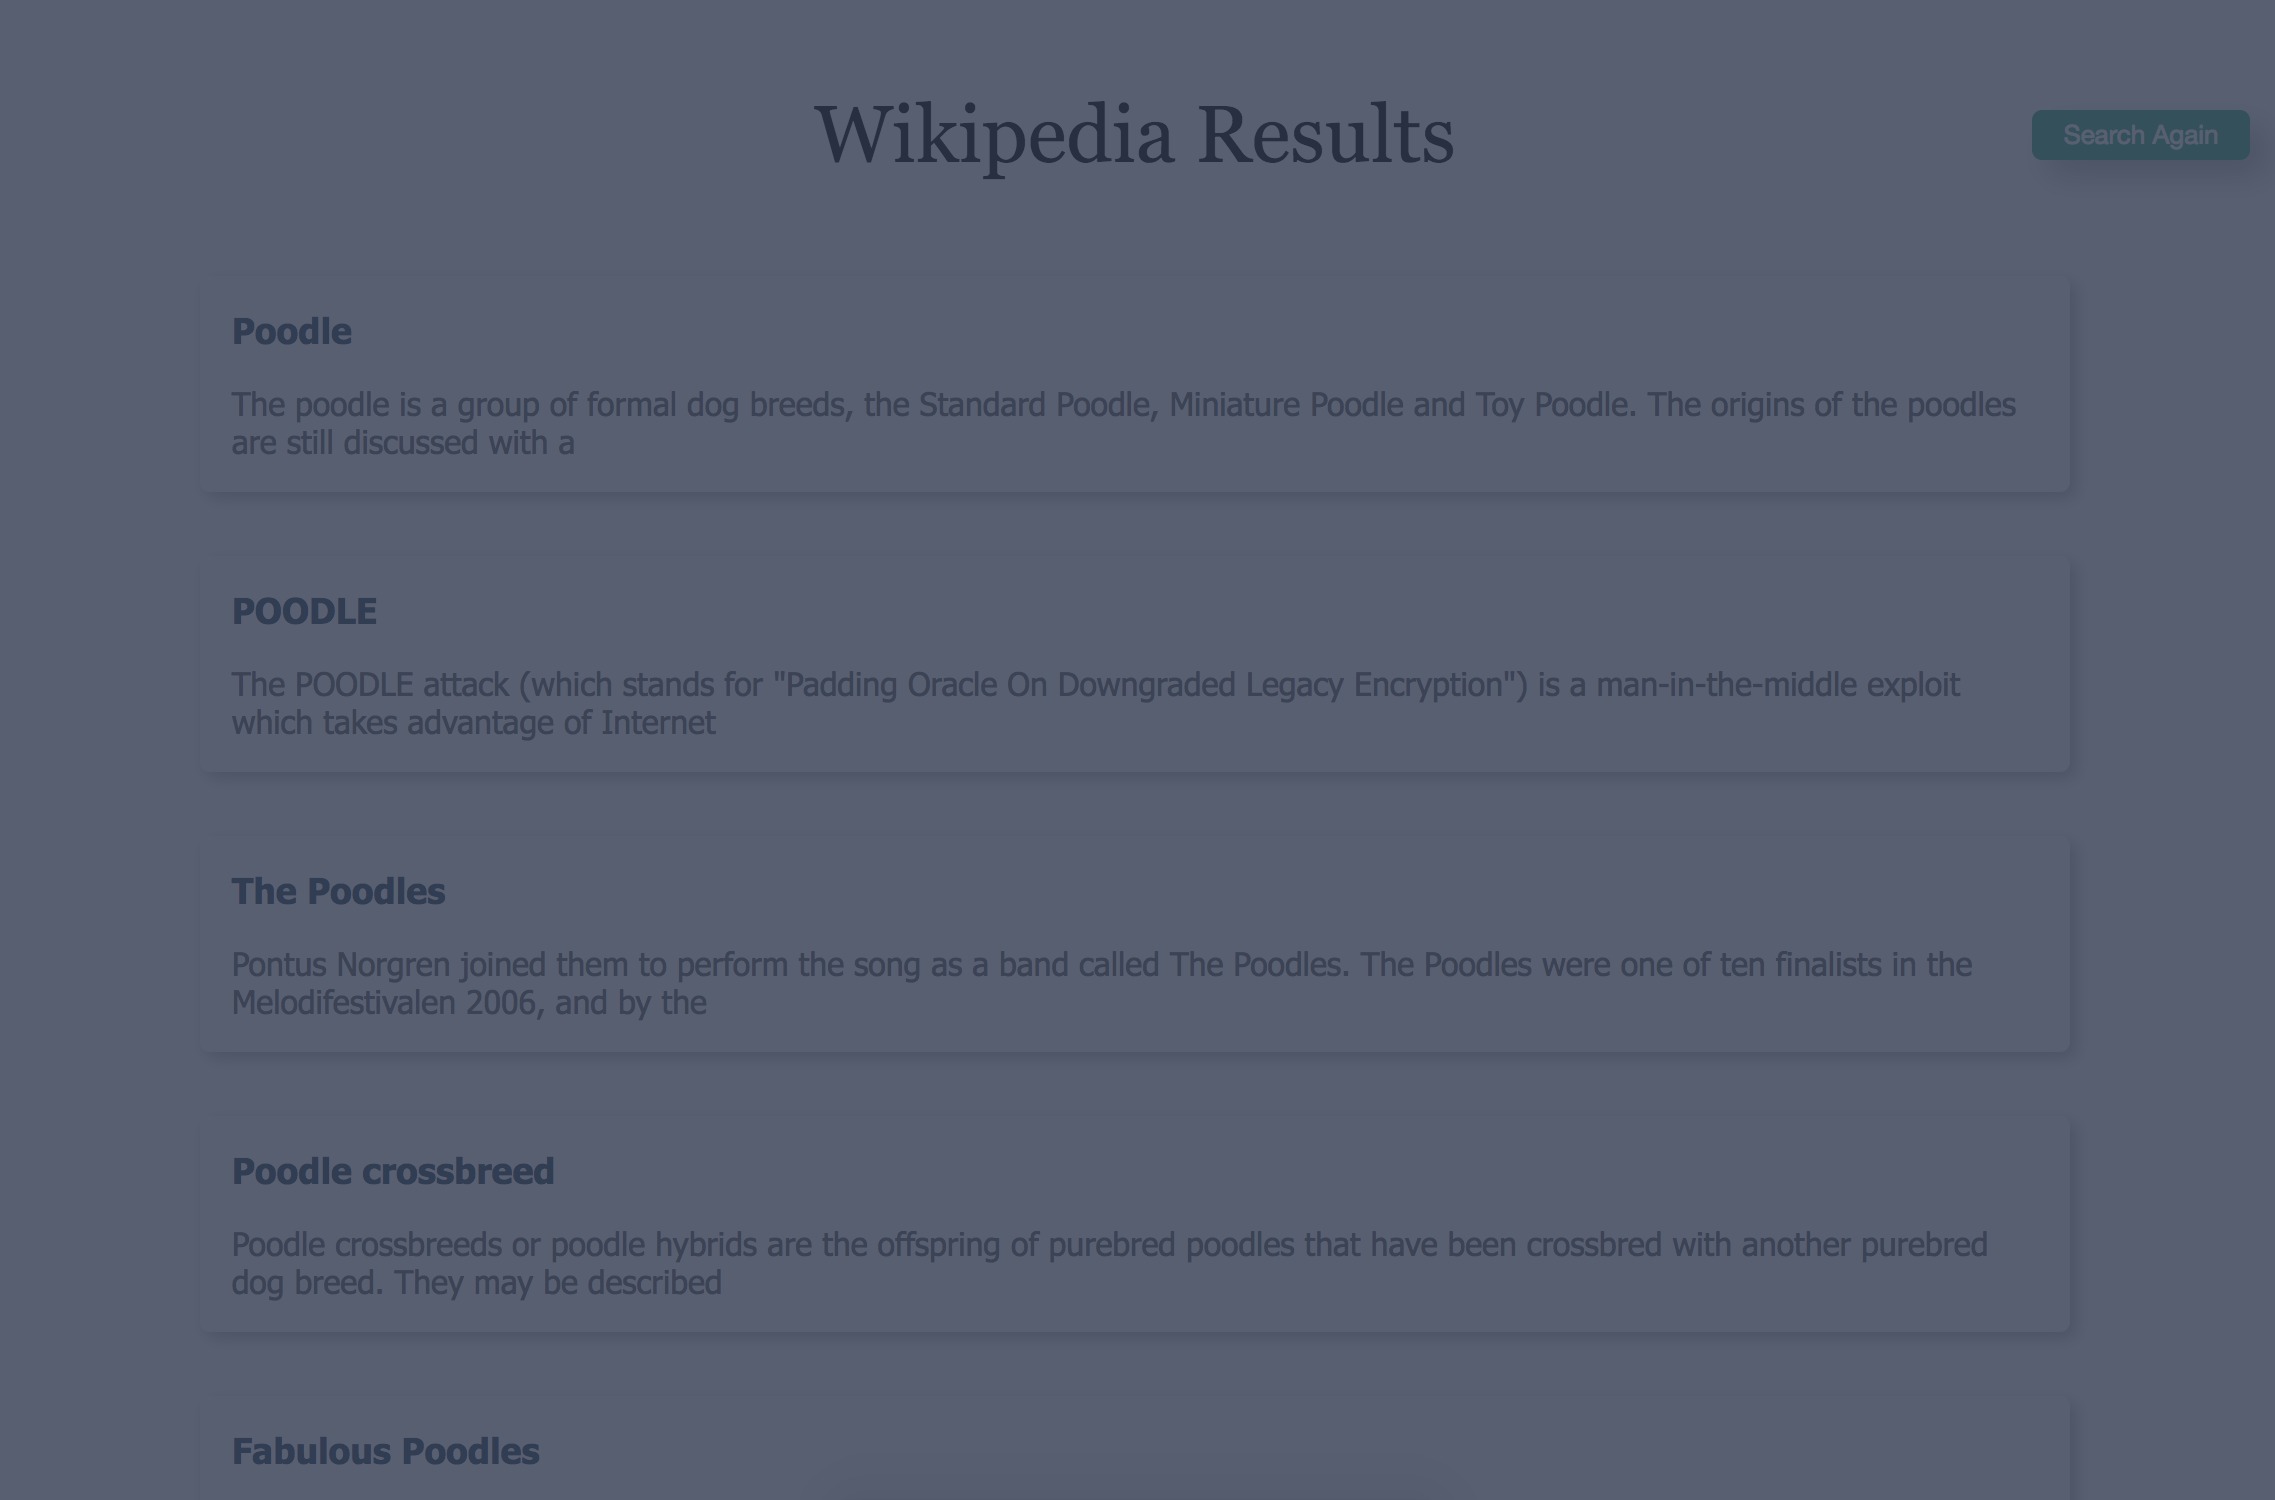 Wikipedia Results
Search Again
Poodle
The poodle is a group of formal dog breeds, the Standard Poodle, Miniature Poodle and Toy Poodle. The origins of the poodles
are still discussed with a
POODLE
The POODLE attack (which stands for "Padding Oracle On Downgraded Legacy Encryption") is a man-in-the-middle exploit
which takes advantage of Internet
The Poodles
Pontus Norgren joined them to perform the song as a band called The Poodles. The Poodles were one of ten finalists in the
Melodifestivalen 2006, and by the
Poodle crossbreed
Poodle crossbreeds or poodle hybrids are the offspring of purebred poodles that have been crossbred with another purebred
dog breed. They may be described
Fabulous Poodles